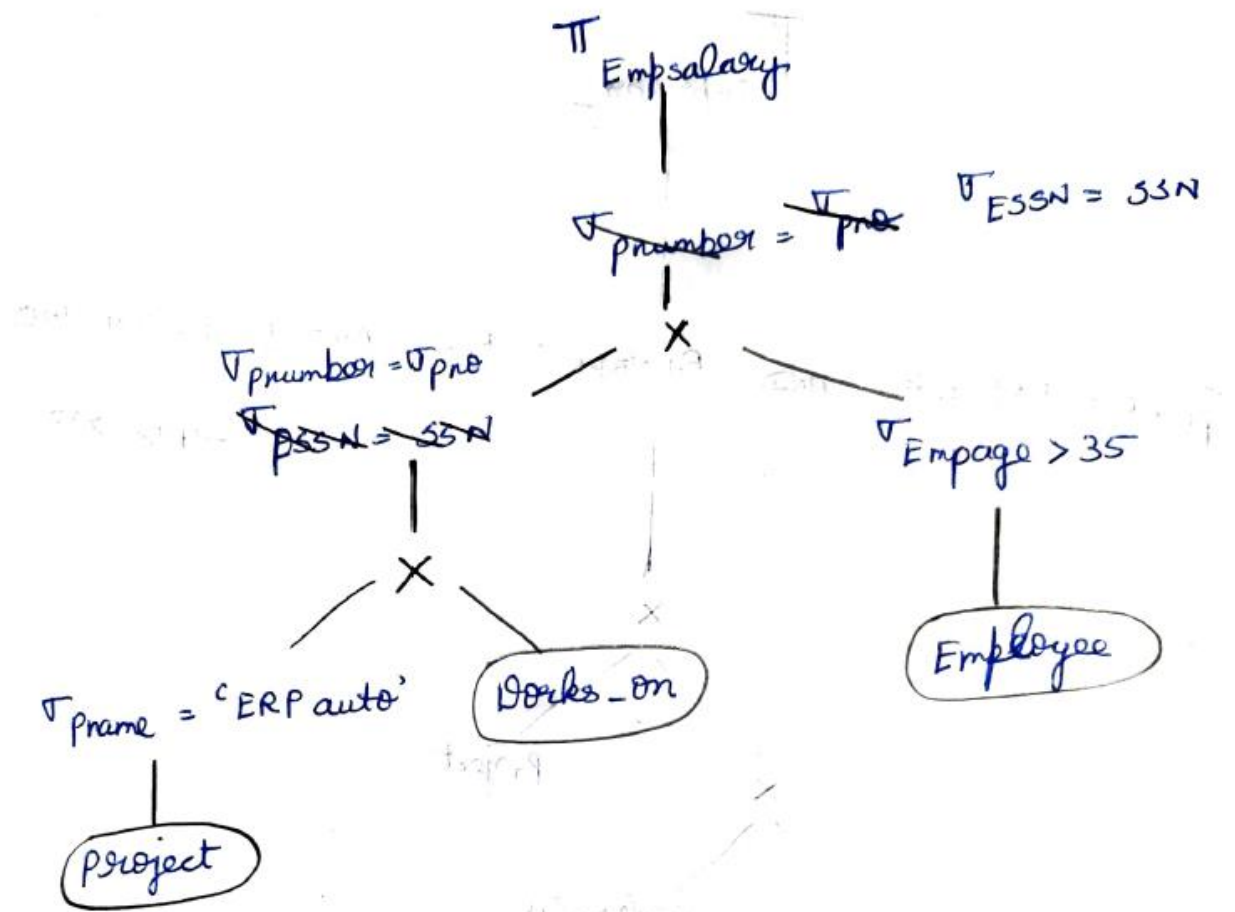 π Empsalary
σ pnumber = σ pno σ ESSN = SSN
X
σ pnumber = σ pno
σ ESSN = SSN
σ Empage > 35
X
Employee
σ Pname = 'ERP auto'
Works_on
project